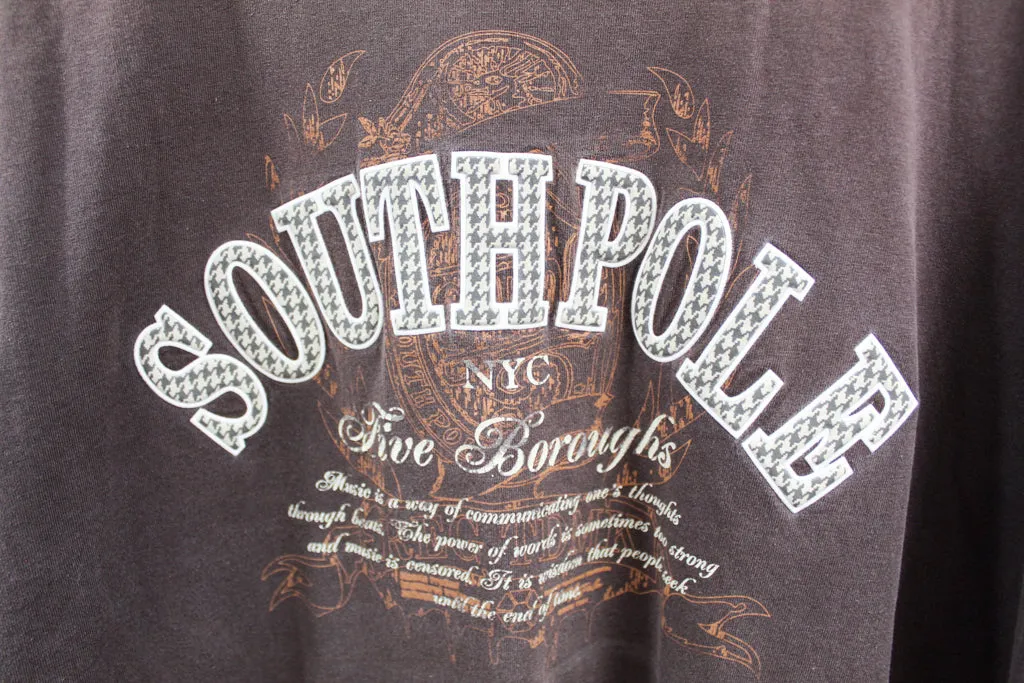 SOUTHPOLE
NYC
Five Boroughs
Music is a way of communicating one's thoughts
through beats. The power of words is sometimes too strong
and music is censored. It is wisdom that people seek
until the end of time.